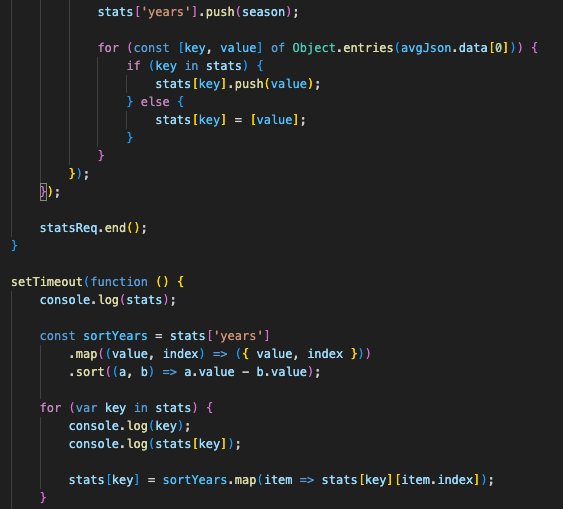 stats['years'].push(season);
for (const [key, value] of Object.entries(avgJson.data[0])) {
if (key in stats) {
stats[key].push(value);
} else {
stats[key] = [value];
}
}
});
});
statsReq.end();
}
setTimeout(function () {
console.log(stats);
const sortYears = stats['years']
.map((value, index) => ({ value, index }))
.sort((a, b) => a.value - b.value);
for (var key in stats) {
console.log(key);
console.log(stats[key]);
stats[key] = sortYears.map(item => stats[key][item.index]);
}